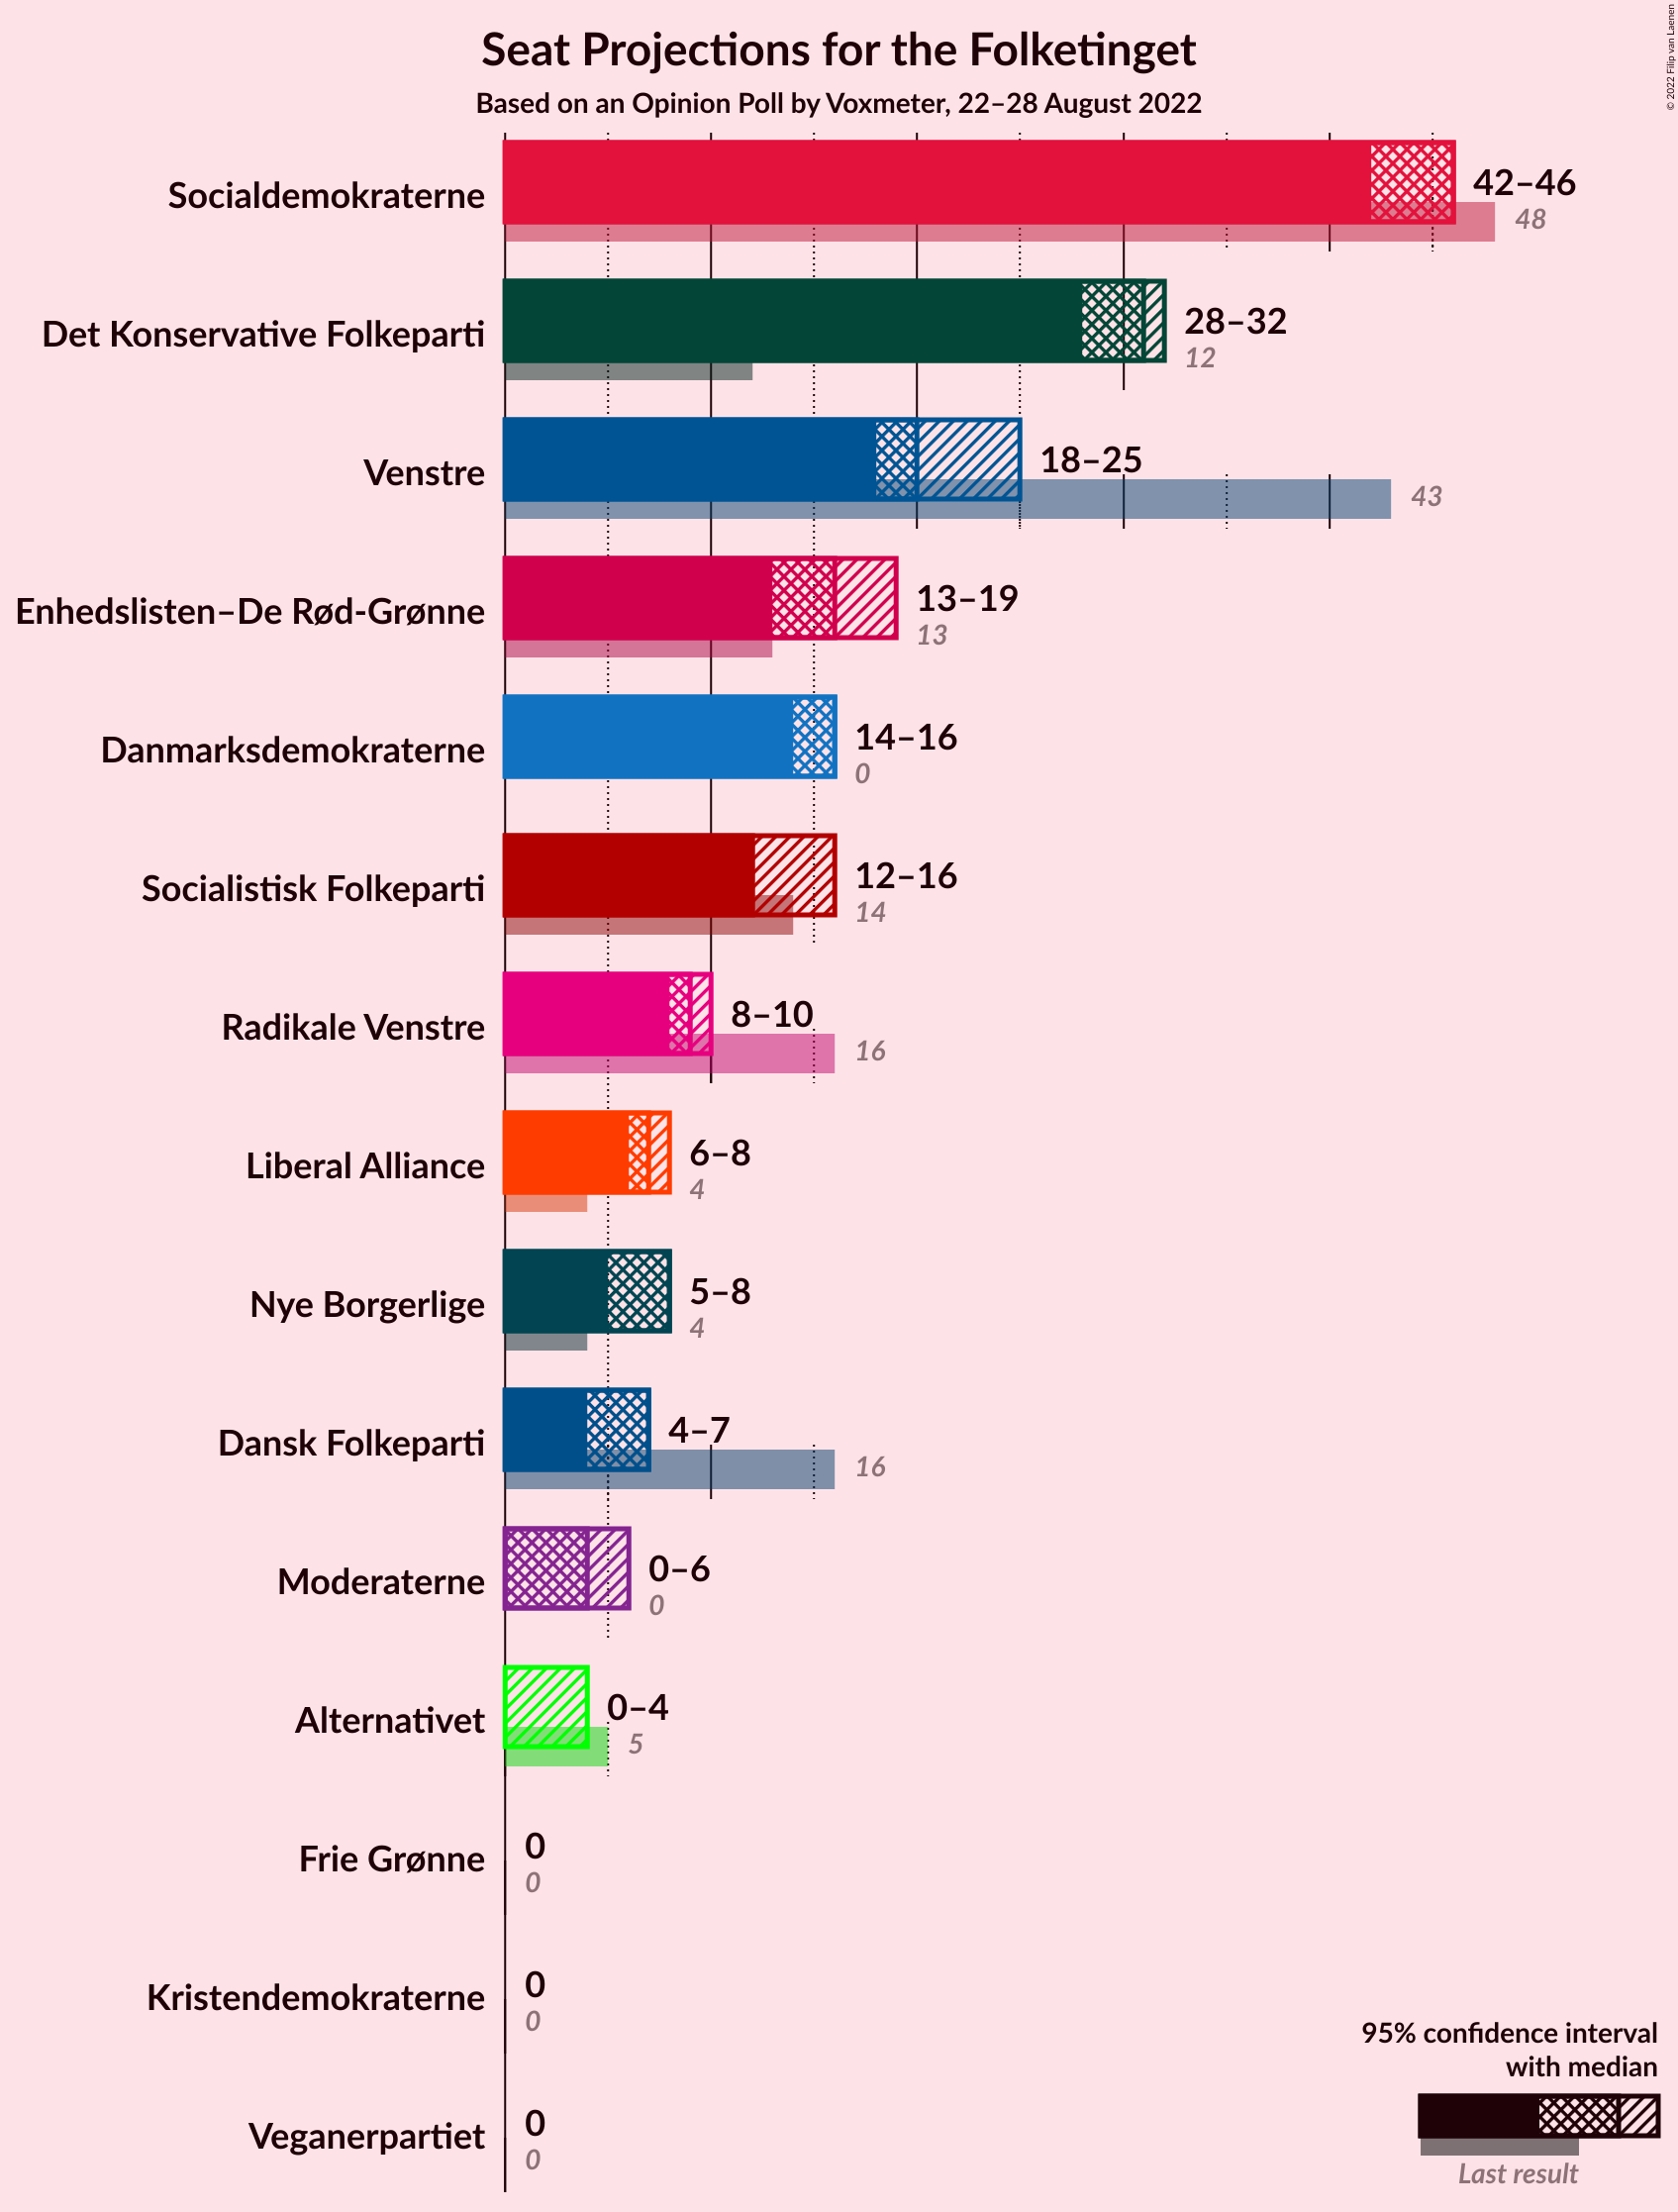 Seat Projections for the Folketinget
Based on an Opinion Poll by Voxmeter, 22–28 August 2022
© 2022 Filip van Laenen
Socialdemokraterne
42–46
48
Det Konservative Folkeparti
28–32
12
Venstre
18–25
43
Enhedslisten–De Rød-Grønne
13–19
13
Danmarksdemokraterne
14–16
0
Socialistisk Folkeparti
12–16
14
Radikale Venstre
8–10
16
Liberal Alliance
6–8
4
Nye Borgerlige
5–8
4
Dansk Folkeparti
4–7
16
Moderaterne
0–6
0
Alternativet
0–4
5
Frie Grønne
0
0
Kristendemokraterne
0
0
Veganerpartiet
0
0
95% confidence interval
with median
Last result